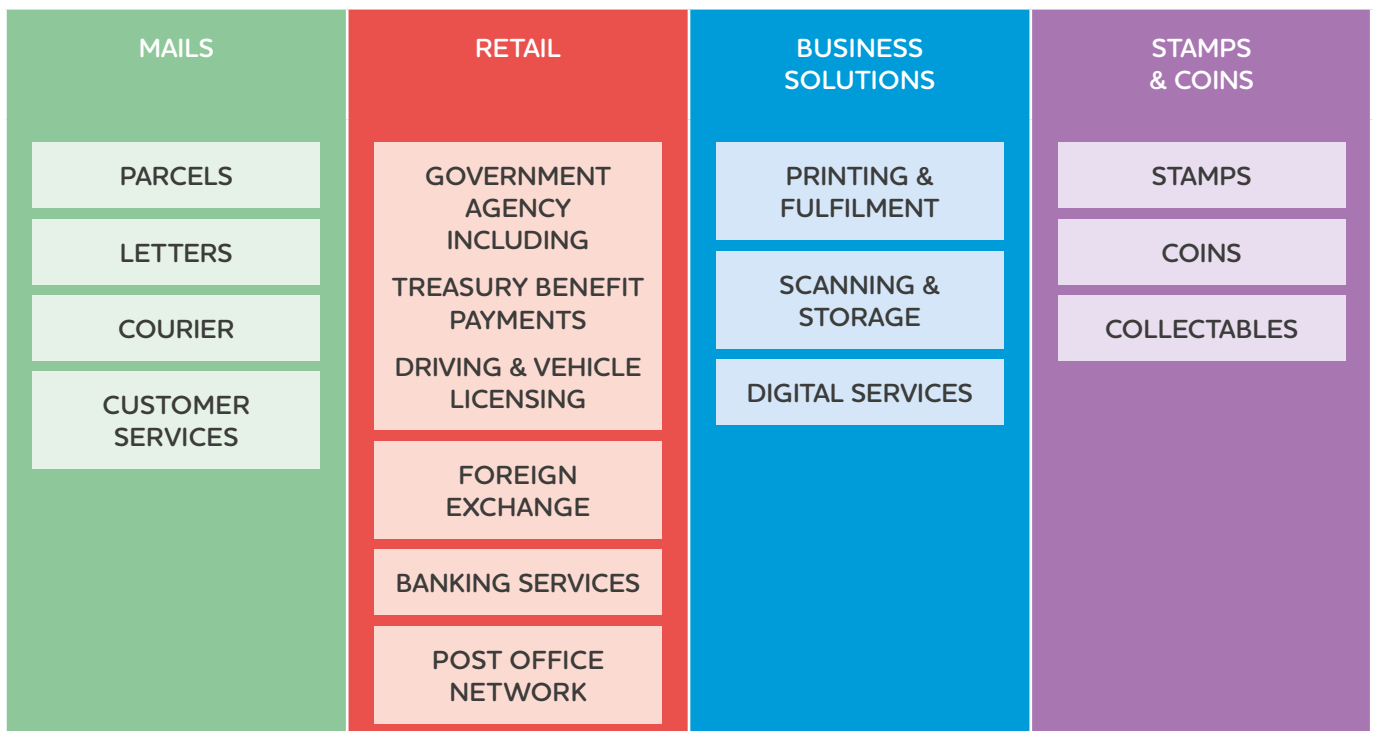 MAILS
PARCELS
LETTERS
COURIER
CUSTOMER
SERVICES
RETAIL
GOVERNMENT
AGENCY
INCLUDING
TREASURY BENEFIT
PAYMENTS
DRIVING & VEHICLE
LICENSING
FOREIGN
EXCHANGE
BANKING SERVICES
POST OFFICE
NETWORK
BUSINESS
SOLUTIONS
PRINTING &
FULFILMENT
SCANNING &
STORAGE
DIGITAL SERVICES
STAMPS
& COINS
STAMPS
COINS
COLLECTABLES